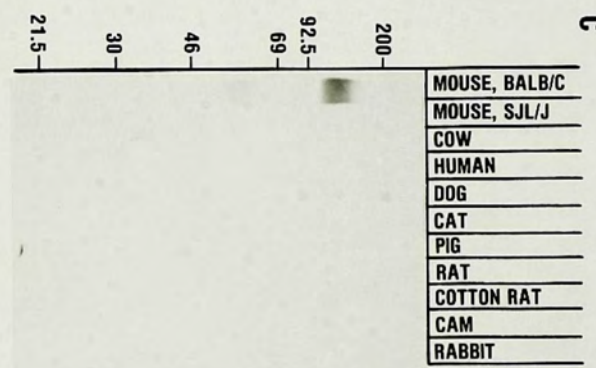 C
200
92.5
69
46
30
21.5
MOUSE, BALB/C
MOUSE, SJL/J
COW
HUMAN
DOG
CAT
PIG
RAT
COTTON RAT
CAM
RABBIT